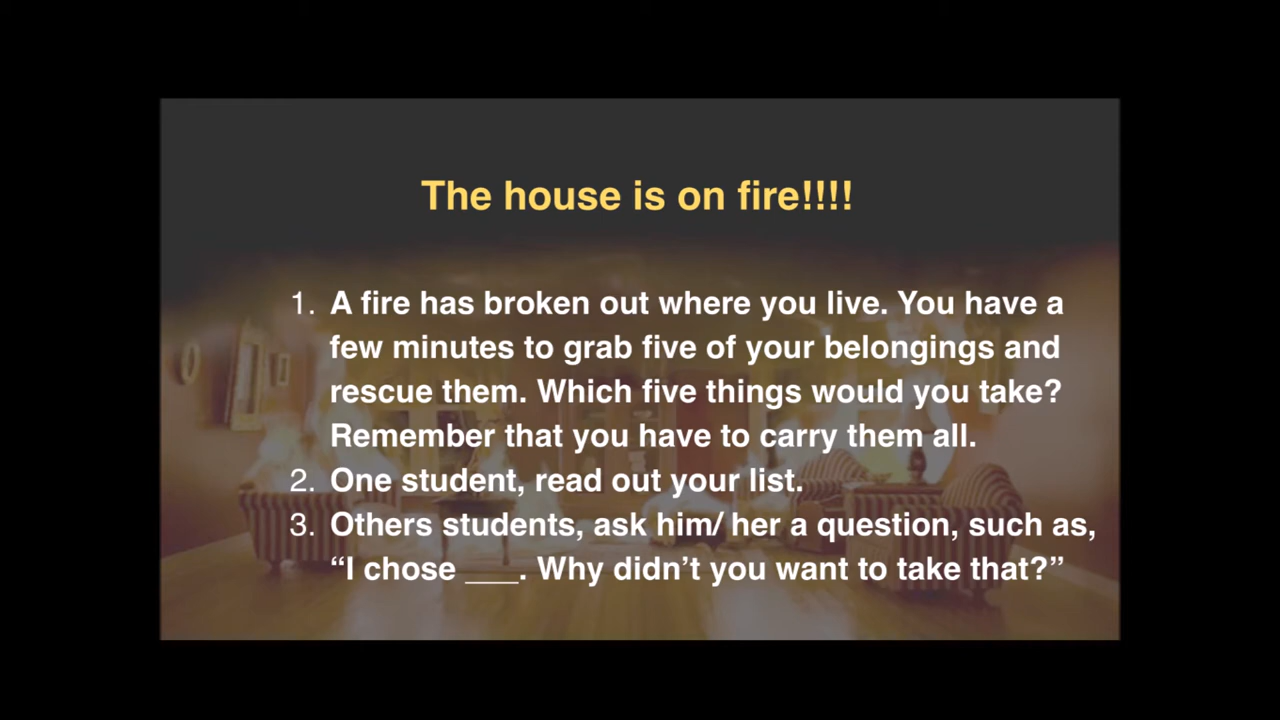 The house is on fire!!!!
1. A fire has broken out where you live. You have a
few minutes to grab five of your belongings and
rescue them. Which five things would you take?
Remember that you have to carry them all.
2. One student, read out your list.
3. Others students, ask him/ her a question, such as,
“I chose ___. Why didn’t you want to take that?”